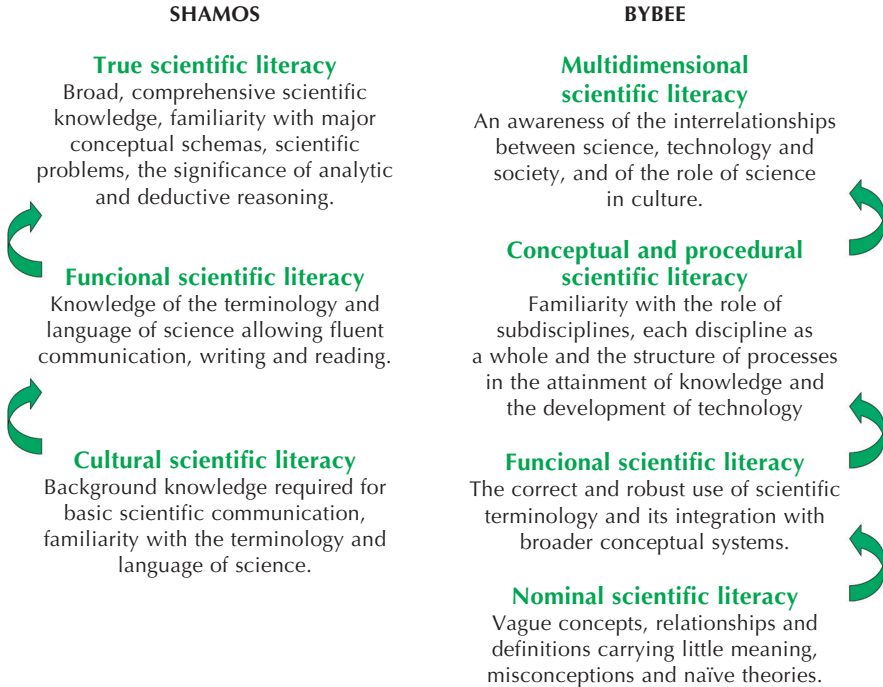 SHAMOS
True scientific literacy
Broad, comprehensive scientific
knowledge, familiarity with major
conceptual schemas, scientific
problems, the significance of analytic
and deductive reasoning.
Funcional scientific literacy
Knowledge of the terminology and
language of science allowing fluent
communication, writing and reading.
Cultural scientific literacy
Background knowledge required for
basic scientific communication,
familiarity with the terminology and
language of science.
BYBEE
Multidimensional
scientific literacy
An awareness of the interrelationships
between science, technology and
society, and of the role of science
in culture.
Conceptual and procedural
scientific literacy
Familiarity with the role of
subdisciplines, each discipline as
a whole and the structure of processes
in the attainment of knowledge and
the development of technology
Funcional scientific literacy
The correct and robust use of scientific
terminology and its integration with
broader conceptual systems.
Nominal scientific literacy
Vague concepts, relationships and
definitions carrying little meaning,
misconceptions and naïve theories.